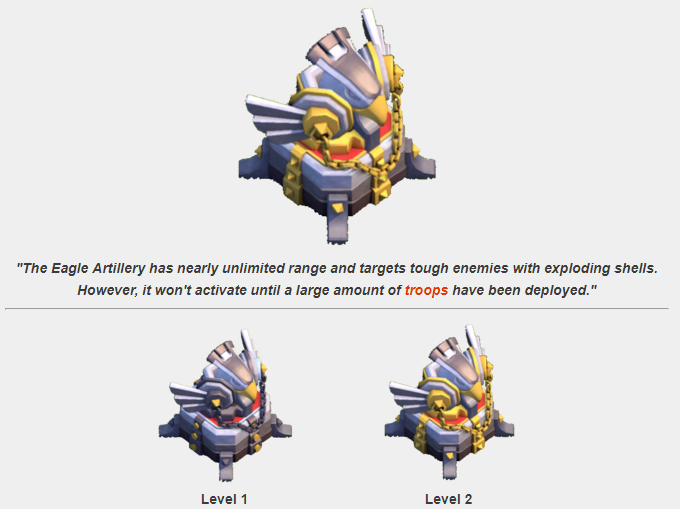 "The Eagle Artillery has nearly unlimited range and targets tough enemies with exploding shells.
However, it won't activate until a large amount of troops have been deployed."
Level 1
Level 2